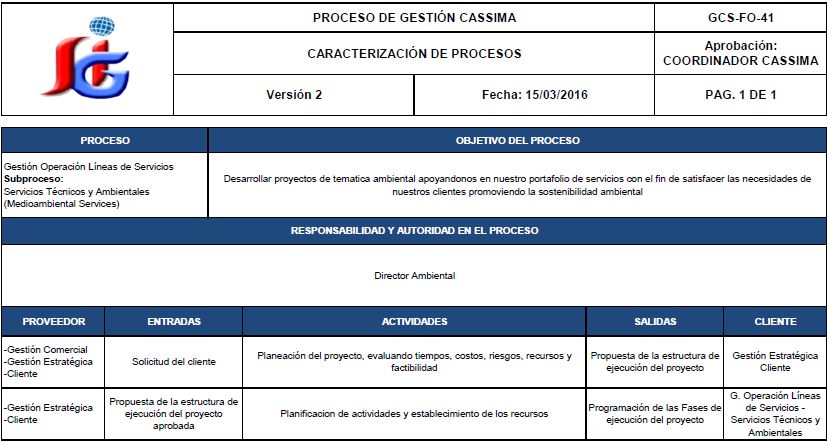 PROCESO DE GESTIÓN CASSIMA
GCS-FO-41
CARACTERIZACIÓN DE PROCESOS
Aprobación:
COORDINADOR CASSIMA
Versión 2
Fecha: 15/03/2016
PAG. 1 DE 1
PROCESO
OBJETIVO DEL PROCESO
Gestión Operación Líneas de Servicios
Subproceso:
Servicios Técnicos y Ambientales
(Medioambiental Services)
Desarrollar proyectos de tematica ambiental apoyandonos en nuestro portafolio de servicios con el fin de satisfacer las necesidades de
nuestros clientes promoviendo la sostenibilidad ambiental
RESPONSABILIDAD Y AUTORIDAD EN EL PROCESO
Director Ambiental
PROVEEDOR
ENTRADAS
ACTIVIDADES
SALIDAS
CLIENTE
-Gestión Comercial
-Gestión Estratégica
-Cliente
Solicitud del cliente
Planeación del proyecto, evaluando tiempos, costos, riesgos, recursos y
factibilidad
Propuesta de la estructura de
ejecución del proyecto
Gestión Estratégica
Cliente
-Gestión Estratégica
-Cliente
Propuesta de la estructura de
ejecución del proyecto
aprobada
Planificacion de actividades y establecimiento de los recursos
Programación de las Fases de
ejecución del proyecto
G. Operación Líneas
de Servicios -
Servicios Técnicos y
Ambientales